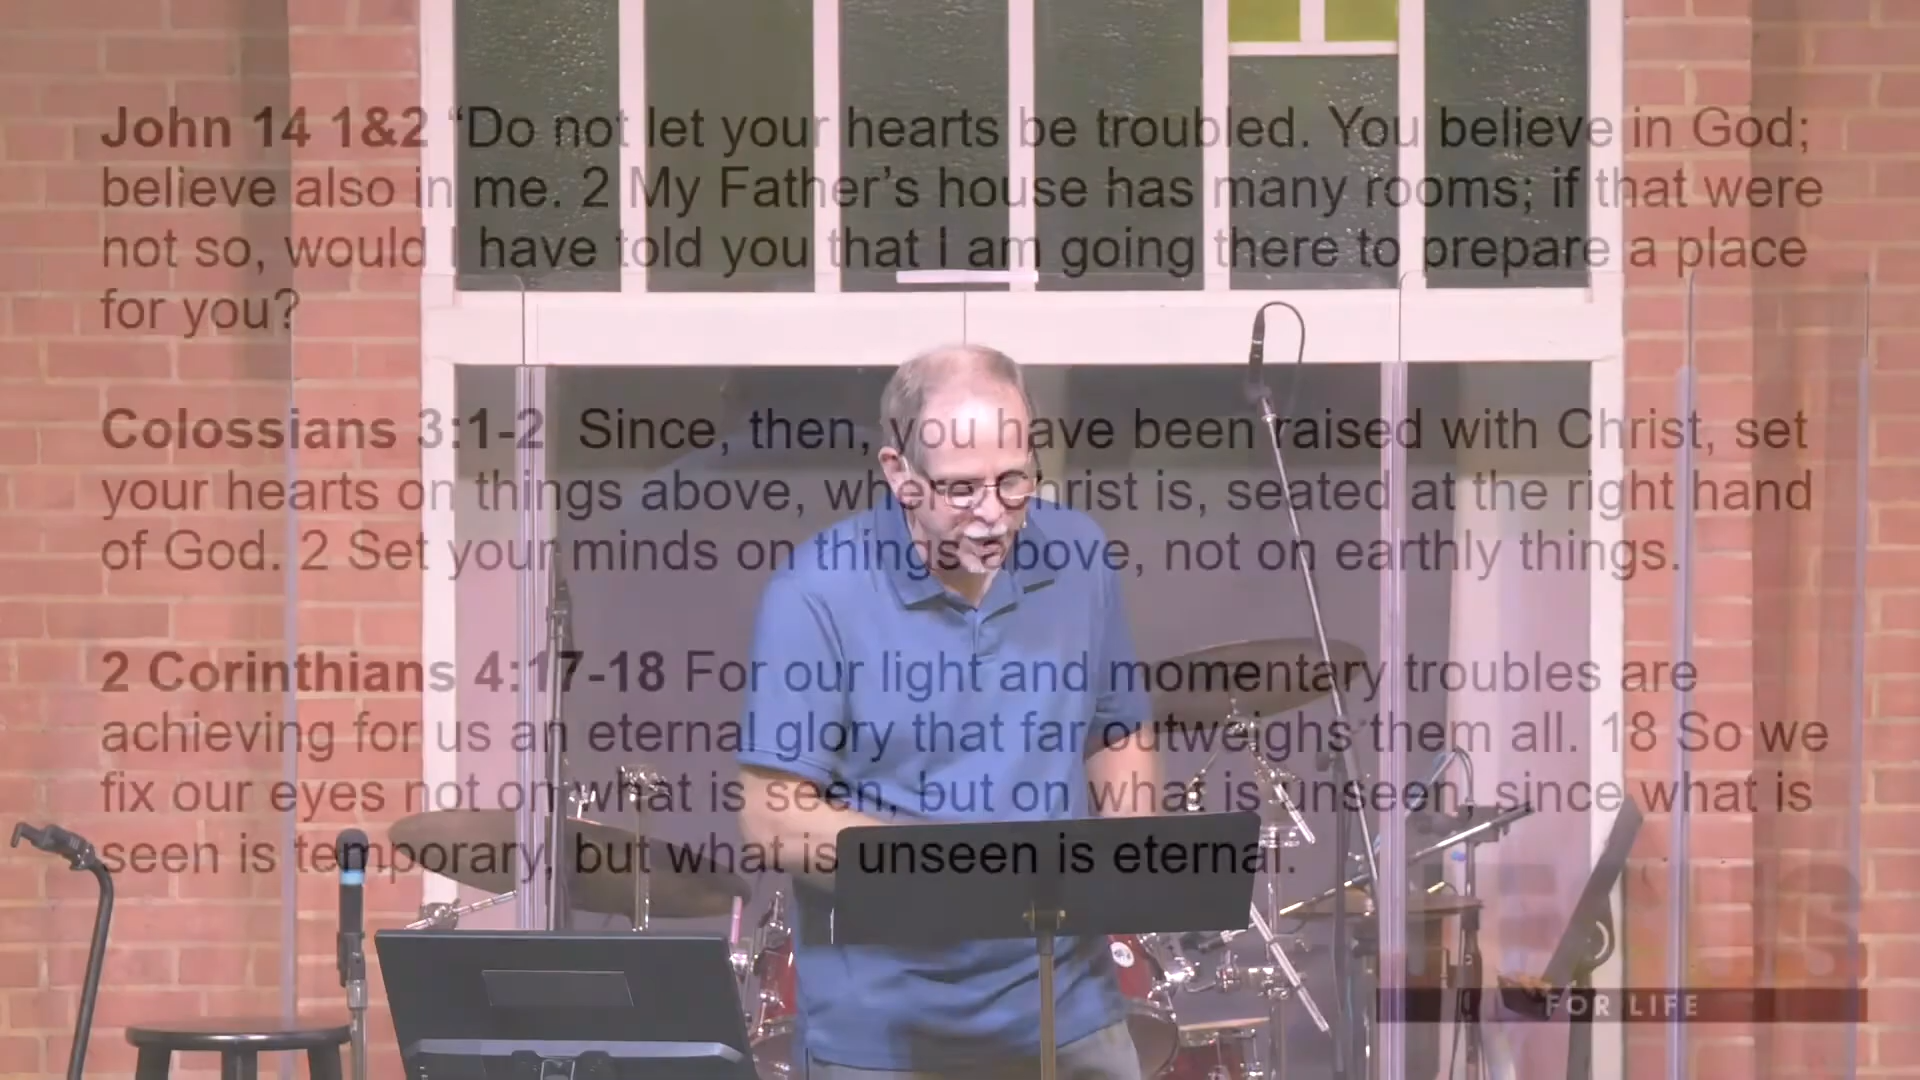 John 14 1&2 “Do not let your hearts be troubled. You believe in God;
believe also in me. 2 My Father’s house has many rooms; if that were
not so, would I have told you that I am going there to prepare a place
for you?
Colossians 3:1-2 Since, then, you have been raised with Christ, set
your hearts on things above, where Christ is, seated at the right hand
of God. 2 Set your minds on things above, not on earthly things.
2 Corinthians 4:17-18 For our light and momentary troubles are
achieving for us an eternal glory that far outweighs them all. 18 So we
fix our eyes not on what is seen, but on what is unseen, since what is
seen is temporary, but what is unseen is eternal.
FOR LIFE